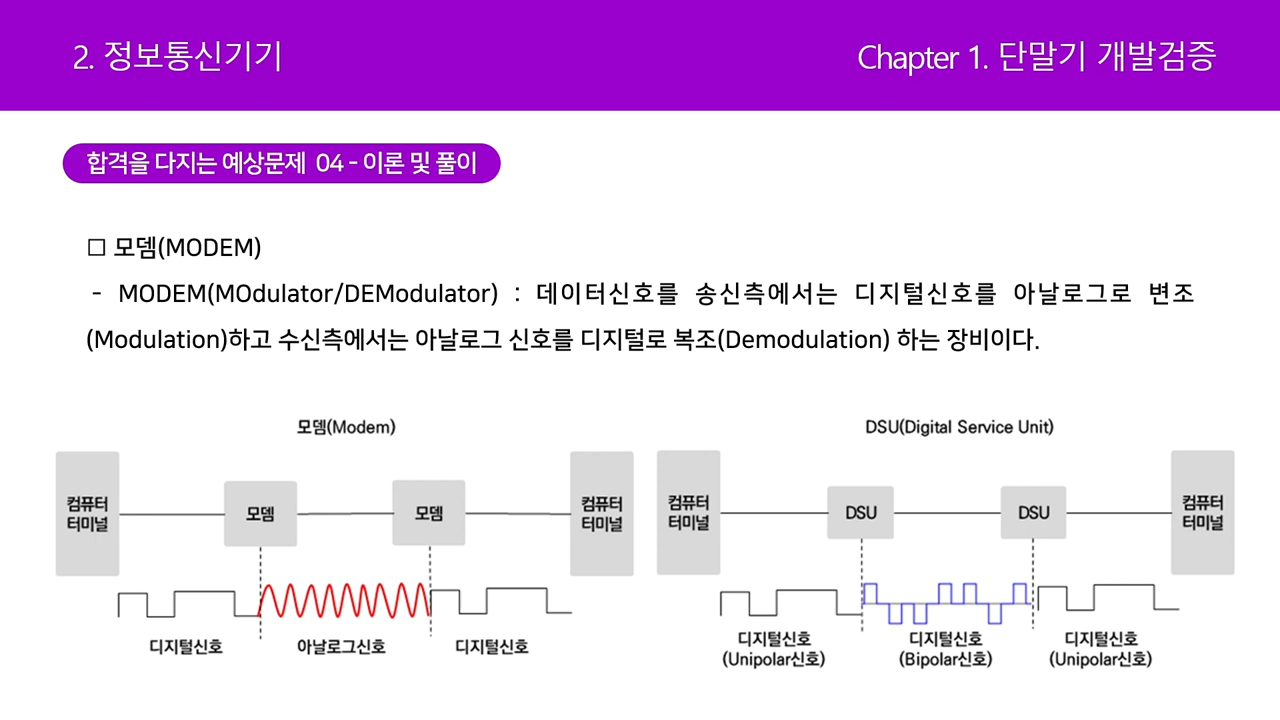 2. 정보통신기기
Chapter 1. 단말기 개발검증
합격을 다지는 예상문제 04 - 이론 및 풀이
□ 모뎀(MODEM)
- MODEM(MOdulator/DEModulator) : 데이터신호를 송신측에서는 디지털신호를 아날로그로 변조
(Modulation)하고 수신측에서는 아날로그 신호를 디지털로 복조(Demodulation) 하는 장비이다.
모뎀(Modem)
컴퓨터
터미널
모뎀
모뎀
컴퓨터
터미널
디지털신호
아날로그신호
디지털신호
DSU(Digital Service Unit)
컴퓨터
터미널
DSU
DSU
컴퓨터
터미널
디지털신호
(Unipolar신호)
디지털신호
(Bipolar신호)
디지털신호
(Unipolar신호)